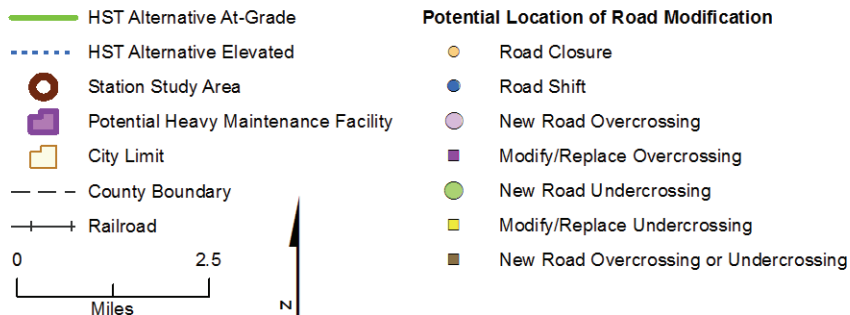 HST Alternative At-Grade
HST Alternative Elevated
Station Study Area
Potential Heavy Maintenance Facility
City Limit
County Boundary
Railroad
0 2.5
Miles
N
Potential Location of Road Modification
Road Closure
Road Shift
New Road Overcrossing
Modify/Replace Overcrossing
New Road Undercrossing
Modify/Replace Undercrossing
New Road Overcrossing or Undercrossing